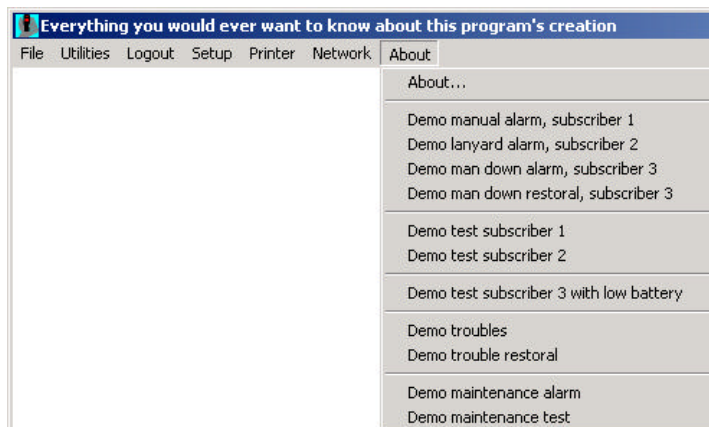 Everything you would ever want to know about this program's creation
File Utilities Logout Setup Printer Network About
About...
Demo manual alarm, subscriber 1
Demo lanyard alarm, subscriber 2
Demo man down alarm, subscriber 3
Demo man down restoral, subscriber 3
Demo test subscriber 1
Demo test subscriber 2
Demo test subscriber 3 with low battery
Demo troubles
Demo trouble restoral
Demo maintenance alarm
Demo maintenance test